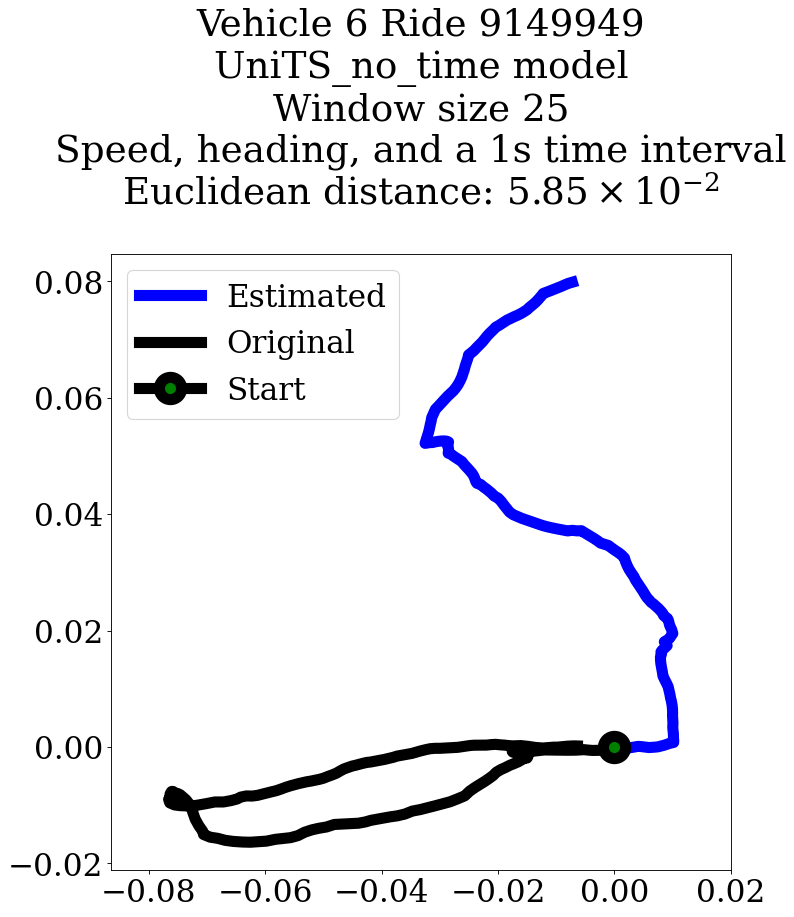 Vehicle 6 Ride 9149949
UniTS_no_time model
Window size 25
Speed, heading, and a 1s time interval
Euclidean distance: 5.85 × 10⁻²
Estimated
Original
Start
0.08
0.06
0.04
0.02
0.00
−0.02
−0.08 −0.06 −0.04 −0.02 0.00 0.02